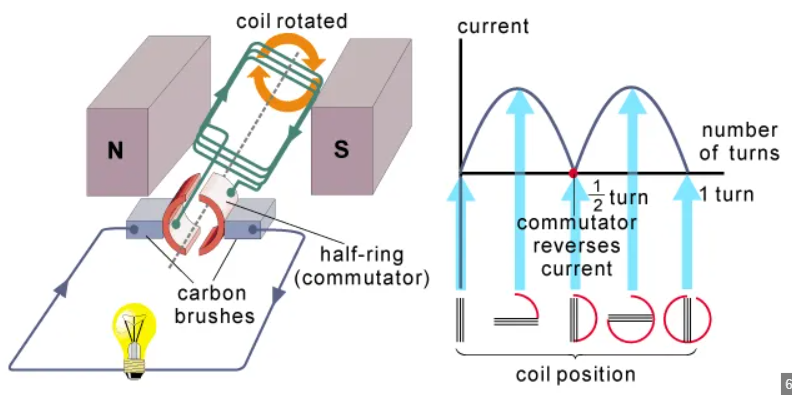 coil rotated
N
S
half-ring
(commutator)
carbon
brushes
current
number
of turns
1/2 turn
1 turn
commutator
reverses
current
coil position
6